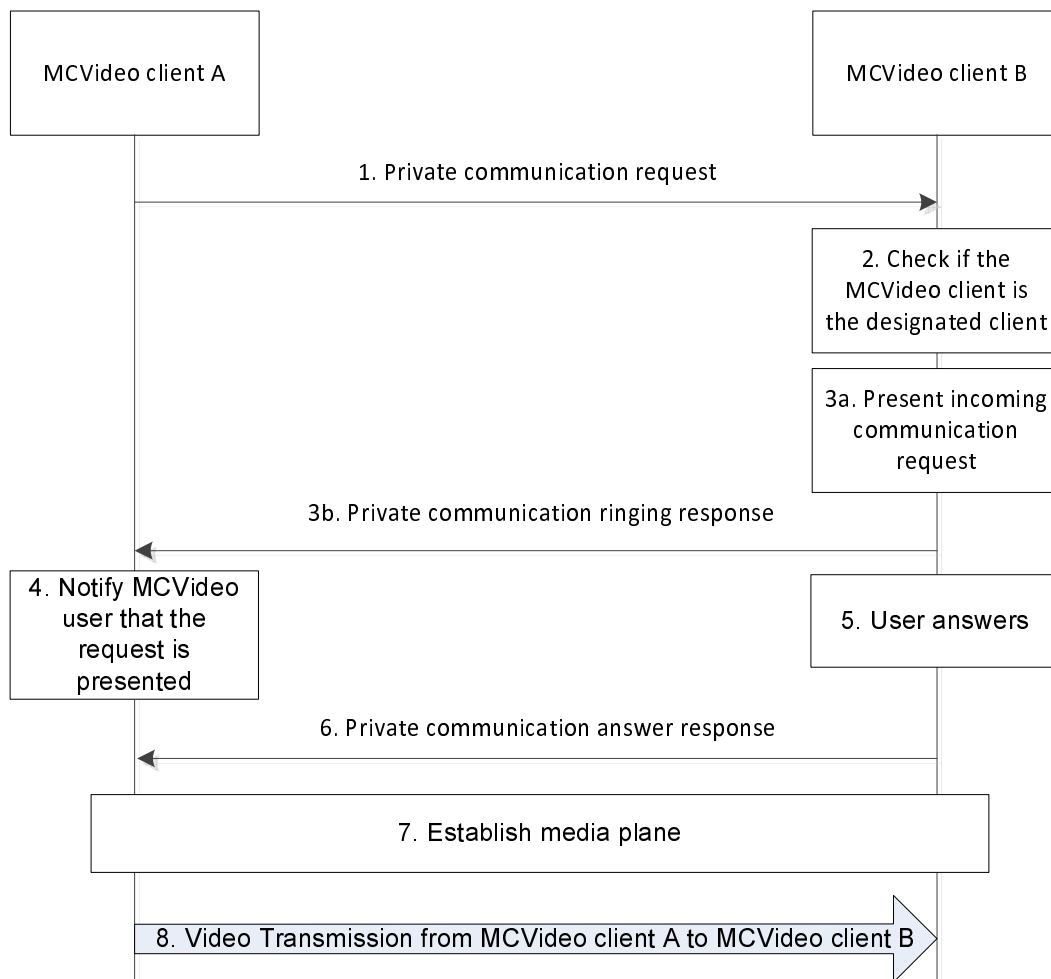 MCVideo client A
MCVideo client B
1. Private communication request
2. Check if the
MCVideo client is
the designated client
3a. Present incoming
communication
request
3b. Private communication ringing response
4. Notify MCVideo
user that the
request is
presented
5. User answers
6. Private communication answer response
7. Establish media plane
8. Video Transmission from MCVideo client A to MCVideo client B